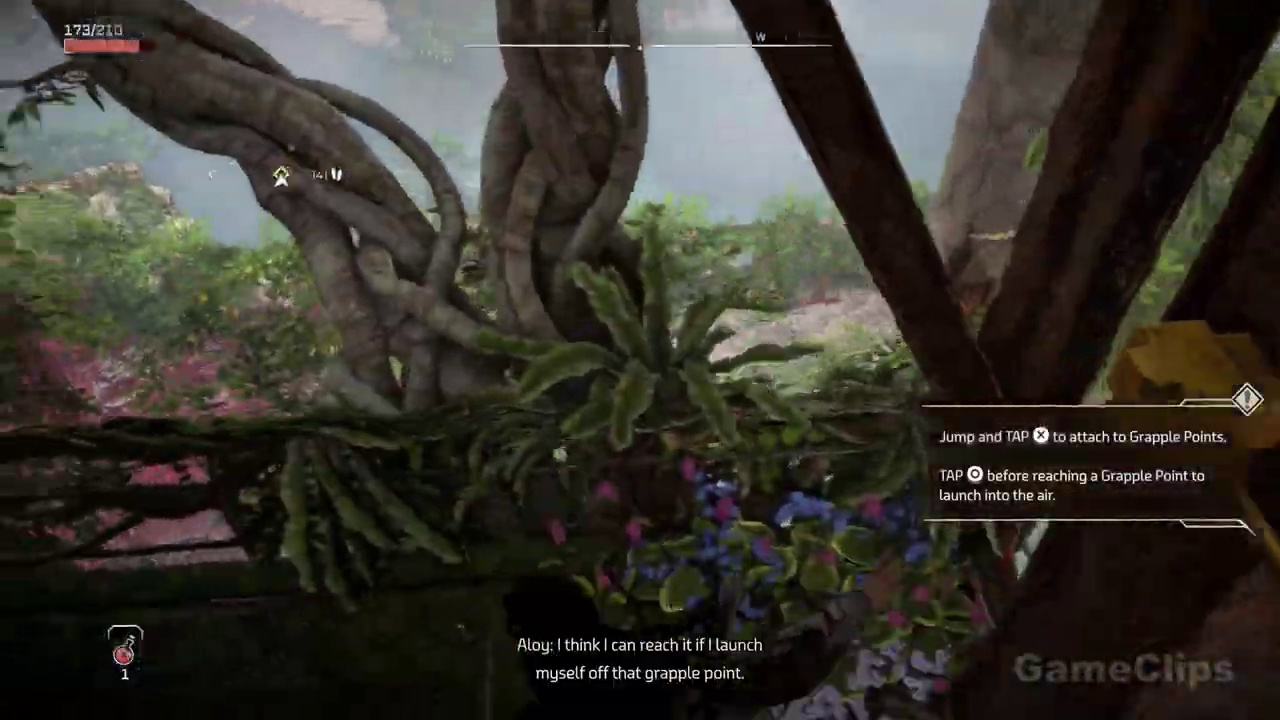 173/210
W
Jump and TAP ⓧ to attach to Grapple Points.
TAP ⓞ before reaching a Grapple Point to
launch into the air.
Aloy: I think I can reach it if I launch
myself off that grapple point.
1
GameClips